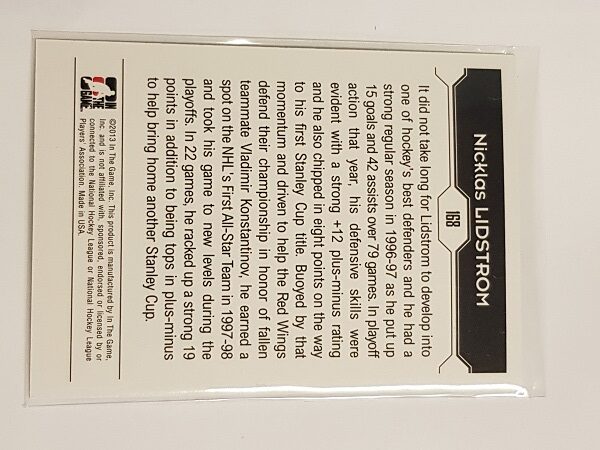 Nicklas LIDSTROM
168
It did not take long for Lidstrom to develop into
one of hockey's best defenders and he had a
strong regular season in 1996-97 as he put up
15 goals and 42 assists over 79 games. In playoff
action that year, his defensive skills were
evident with a strong +12 plus-minus rating
and he also chipped in eight points on the way
to his first Stanley Cup title. Buoyed by that
momentum and driven to help the Red Wings
defend their championship in honor of fallen
teammate Vladimir Konstantinov, he earned a
spot on the NHL's First All-Star Team in 1997-98
and took his game to new levels during the
playoffs. In 22 games, he racked up a strong 19
points in addition to being tops in plus-minus
to help bring home another Stanley Cup.
IN
THE
GAME
©2013 In The Game, Inc. This product is manufactured by In The Game,
Inc. and is not affiliated with, sponsored, endorsed or licensed by or
connected to the National Hockey League or National Hockey League
Players' Association. Made in USA.